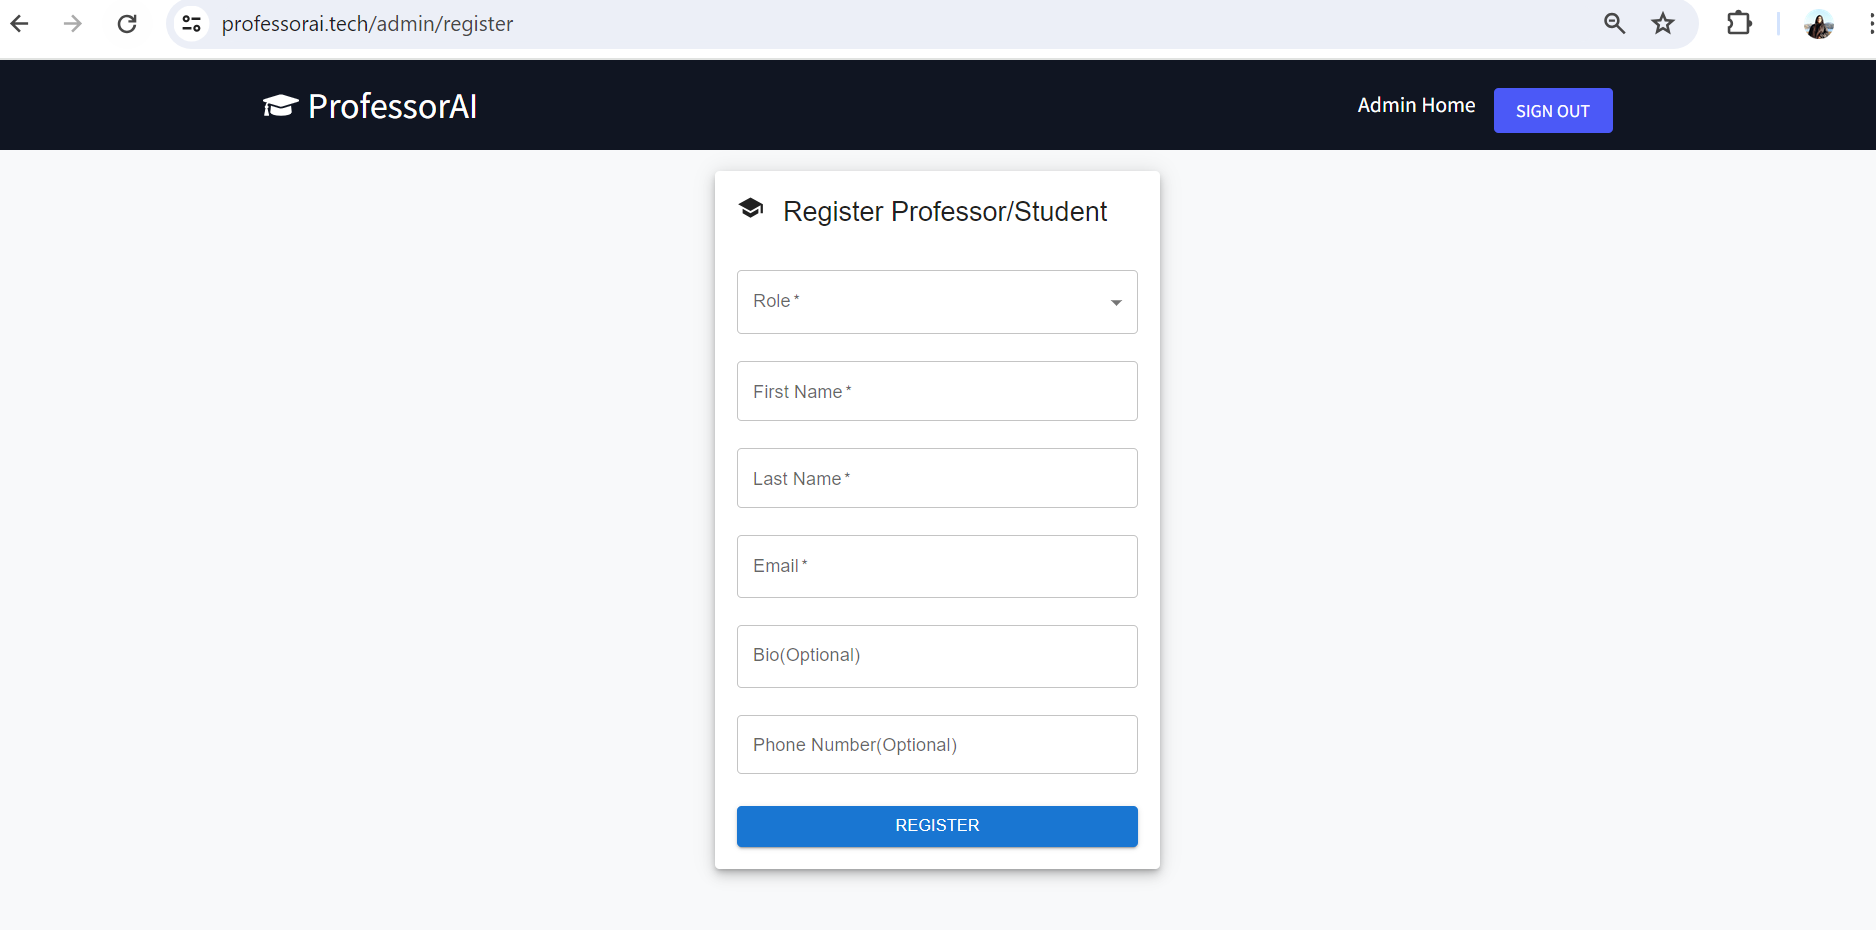 professorai.tech/admin/register
ProfessorAI
Admin Home
SIGN OUT
Register Professor/Student
Role *
First Name *
Last Name *
Email *
Bio(Optional)
Phone Number(Optional)
REGISTER